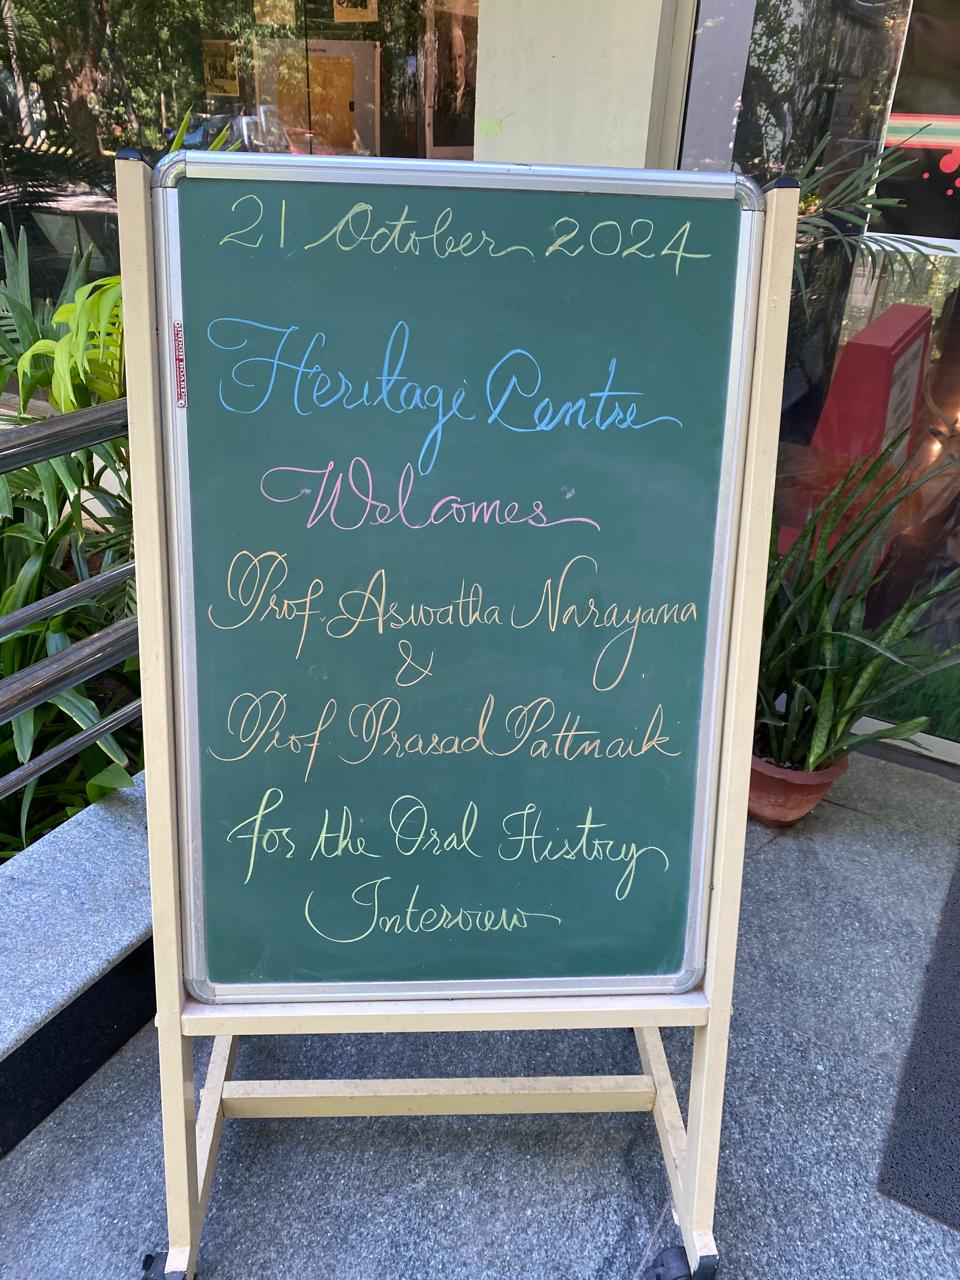 21 October 2024
Heritage Centre
Welcomes
Prof. Aswatha Narayana
&
Prof. Prasad Pattnaik
for the Oral History
Interview